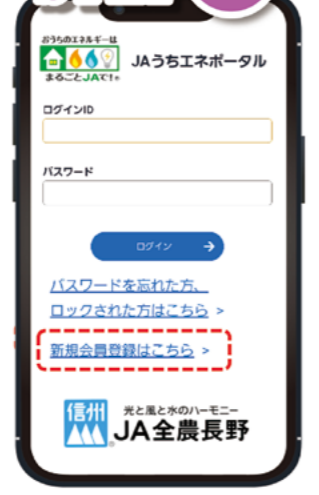 おうちのエネルギーは
まるごとJAで!
JAうちエネポータル
ログインID
パスワード
ログイン →
パスワードを忘れた方、
ロックされた方はこちら >
新規会員登録はこちら >
信州
光と風と水のハーモニー
JA全農長野